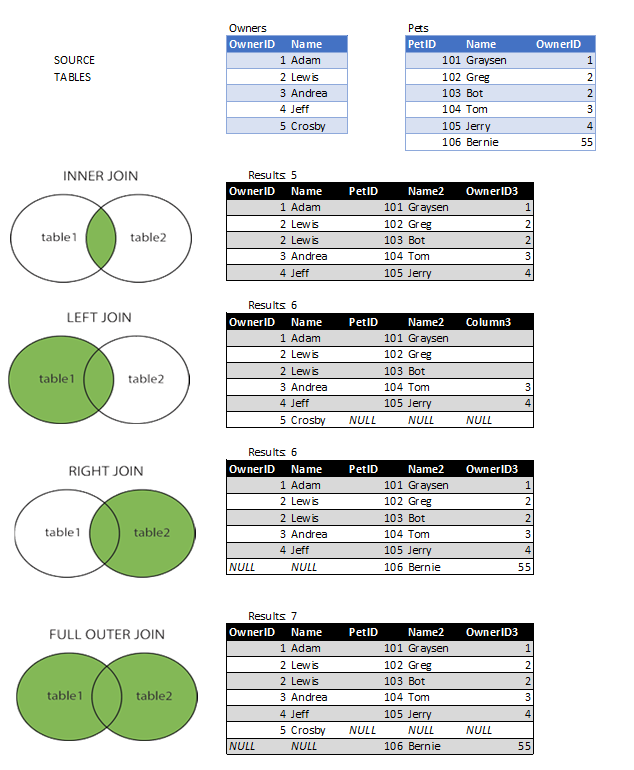 Owners Pets
OwnerID Name PetID Name OwnerID
SOURCE 1 Adam 101 Graysen 1
TABLES 2 Lewis 102 Greg 2
3 Andrea 103 Bot 2
4 Jeff 104 Tom 3
5 Crosby 105 Jerry 4
106 Bernie 55
INNER JOIN
table1 table2
Results: 5
OwnerID Name PetID Name2 OwnerID3
1 Adam 101 Graysen 1
2 Lewis 102 Greg 2
2 Lewis 103 Bot 2
3 Andrea 104 Tom 3
4 Jeff 105 Jerry 4
LEFT JOIN
table1 table2
Results: 6
OwnerID Name PetID Name2 Column3
1 Adam 101 Graysen
2 Lewis 102 Greg
2 Lewis 103 Bot
3 Andrea 104 Tom 3
4 Jeff 105 Jerry 4
5 Crosby NULL NULL NULL
RIGHT JOIN
table1 table2
Results: 6
OwnerID Name PetID Name2 OwnerID3
1 Adam 101 Graysen 1
2 Lewis 102 Greg 2
2 Lewis 103 Bot 2
3 Andrea 104 Tom 3
4 Jeff 105 Jerry 4
NULL NULL 106 Bernie 55
FULL OUTER JOIN
table1 table2
Results: 7
OwnerID Name PetID Name2 OwnerID3
1 Adam 101 Graysen 1
2 Lewis 102 Greg 2
2 Lewis 103 Bot 2
3 Andrea 104 Tom 3
4 Jeff 105 Jerry 4
5 Crosby NULL NULL NULL
NULL NULL 106 Bernie 55